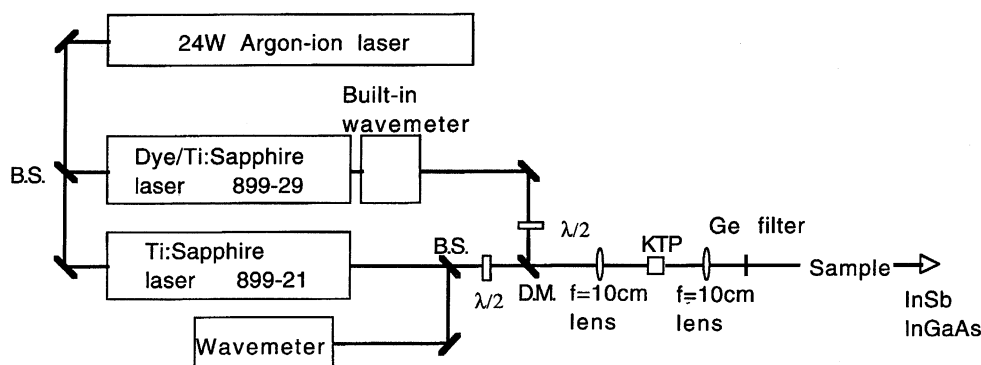 24W Argon-ion laser
Built-in
wavemeter
Dye/Ti:Sapphire
laser 899-29
B.S.
Ti:Sapphire
laser 899-21
B.S.
λ/2
λ/2
D.M.
KTP
Ge filter
f=10cm
lens
f=10cm
lens
Sample
InSb
InGaAs
Wavemeter